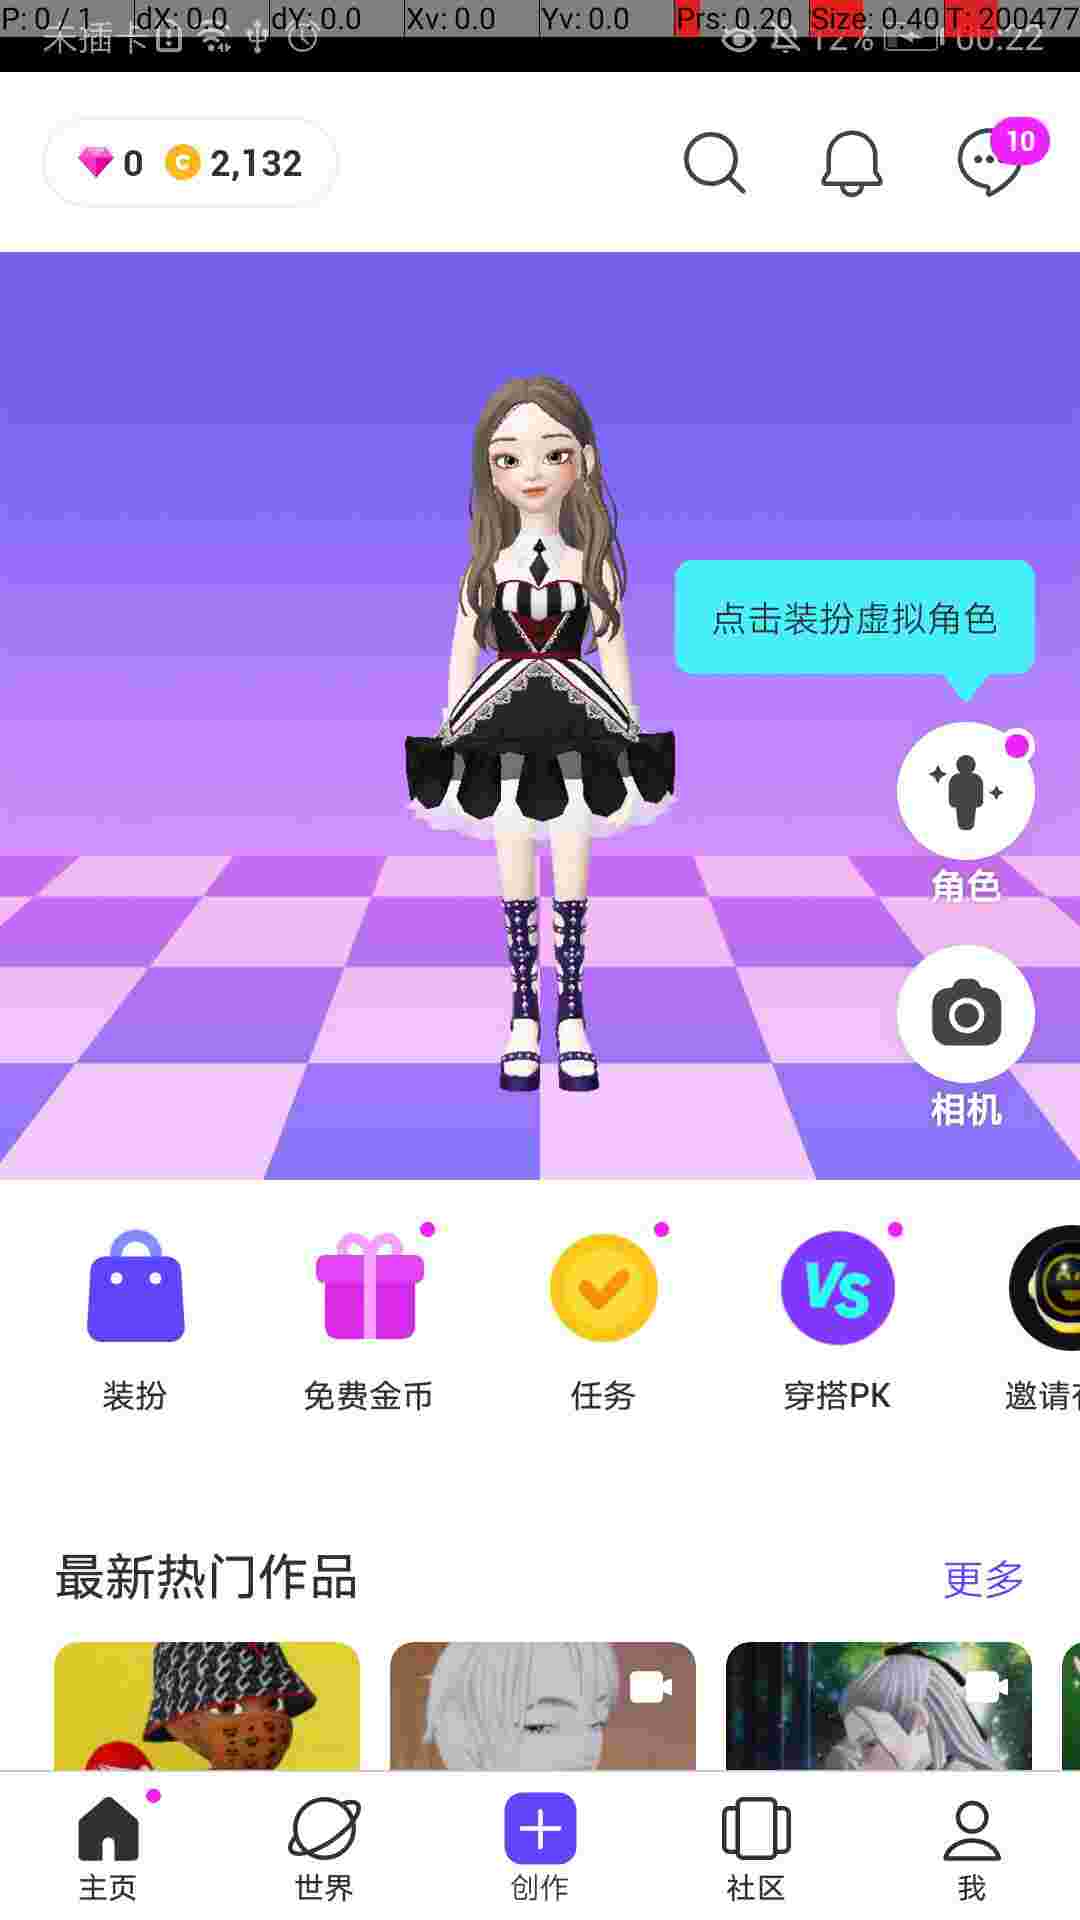 P: 0 / 1 dX: 0.0 dY: 0.0 Xv: 0.0 Yv: 0.0 Prs: 0.20 Size: 0.40 T: 200477
未插卡 12% 00:22
0 2,132
10
点击装扮虚拟角色
角色
相机
VS
装扮 免费金币 任务 穿搭PK 邀请
最新热门作品 更多
主页 世界 创作 社区 我